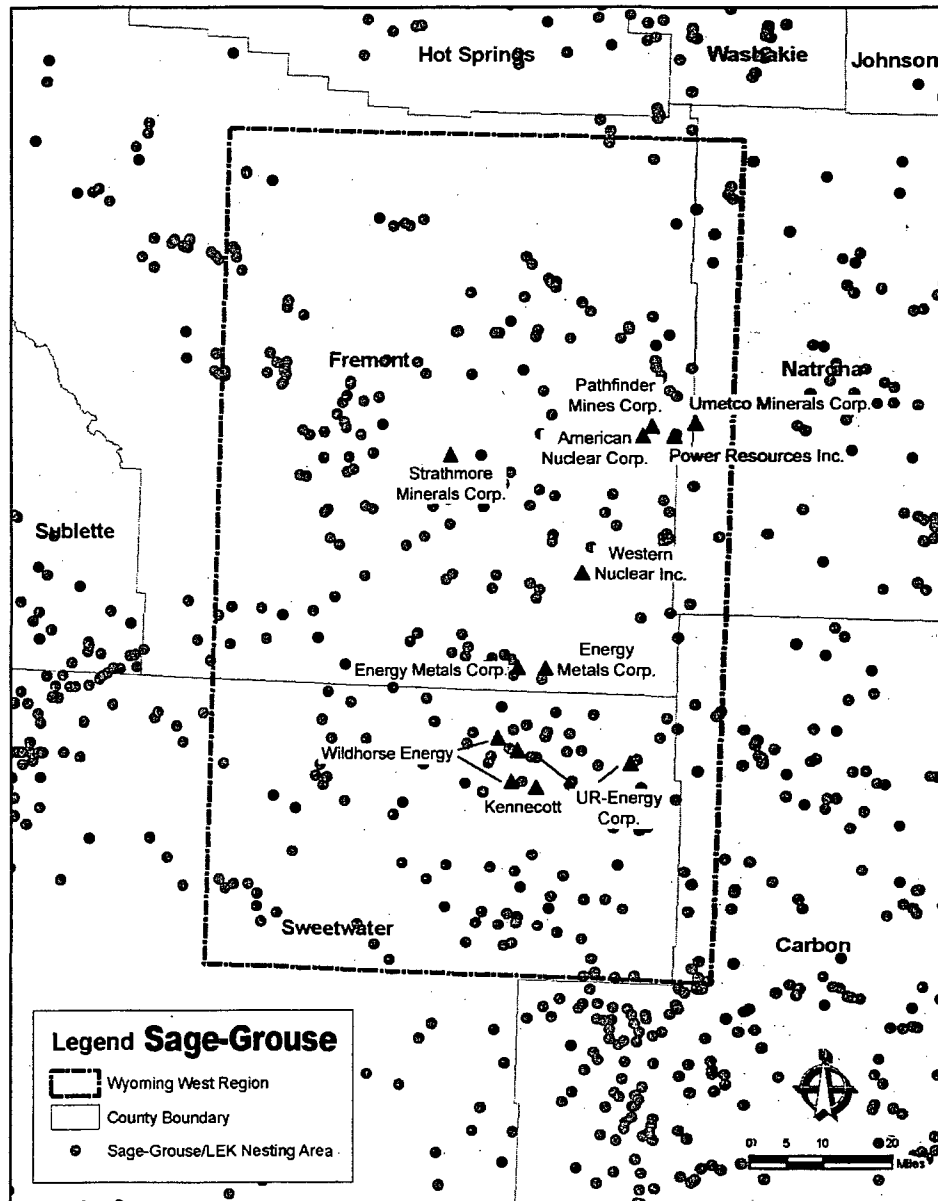 Hot Springs
Washakie
Johnson
Fremont
Natrona
Pathfinder
Mines Corp.
Umetco Minerals Corp.
American
Nuclear Corp.
Power Resources Inc.
Strathmore
Minerals Corp.
Sublette
Western
Nuclear Inc.
Energy Metals Corp.
Energy
Metals Corp.
Wildhorse Energy
Kennecott
UR-Energy
Corp.
Sweetwater
Carbon
Legend Sage-Grouse
Wyoming West Region
County Boundary
Sage-Grouse/LEK Nesting Area
0 5 10 20
Miles